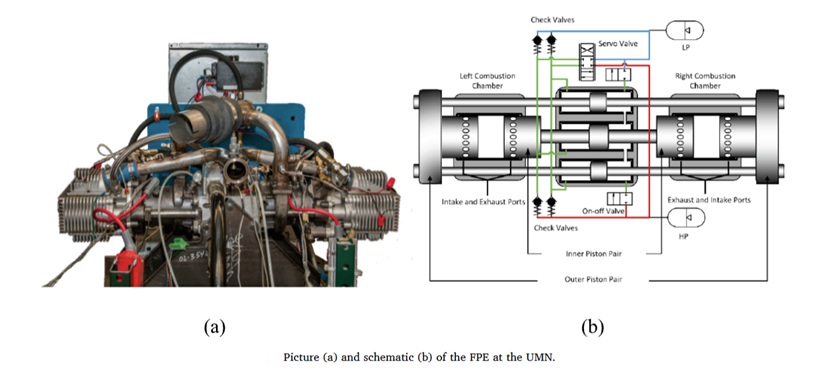 Check Valves
Servo Valve
LP
Left Combustion
Chamber
Right Combustion
Chamber
Intake and Exhaust Ports
Exhaust and Intake Ports
On-off Valve
Check Valves
HP
Inner Piston Pair
Outer Piston Pair
(a)
(b)
Picture (a) and schematic (b) of the FPE at the UMN.